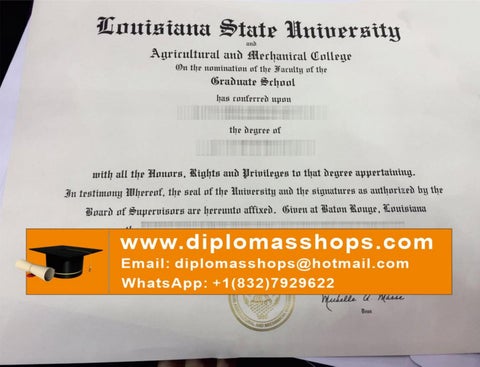 Louisiana State University
and
Agricultural and Mechanical College
On the nomination of the Faculty of the
Graduate School
has conferred upon
the degree of
with all the Honors, Rights and Privileges to that degree appertaining.
In testimony Whereof, the seal of the University and the signatures as authorized by the
Board of Supervisors are hereunto affixed. Given at Baton Rouge, Louisiana
www.diplomasshops.com
Email: diplomasshops@hotmail.com
WhatsApp: +1(832)7929622
Michelle A. Massé
Dean